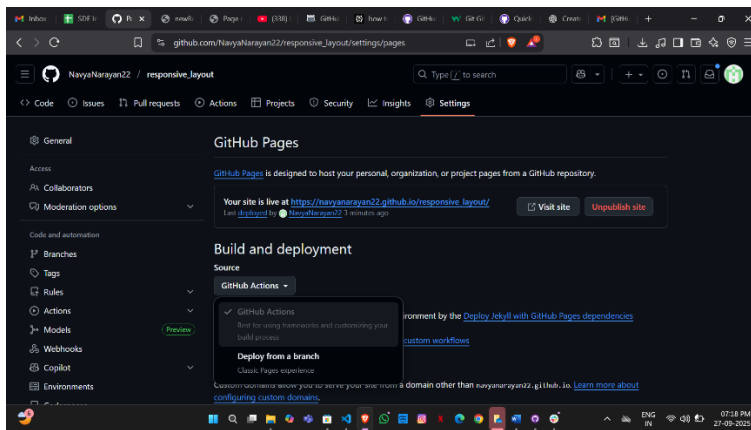 Inbox
SDF I
P
newRe
Page
(338)
GitHu
how t
GitHu
Git Gi
Quick
Creat
[GitH
github.com/NavyaNarayan22/responsive_layout/settings/pages
NavyaNarayan22 / responsive_layout
Type / to search
Code Issues Pull requests Actions Projects Security Insights Settings
General
Access
Collaborators
Moderation options
Code and automation
Branches
Tags
Rules
Actions
Models Preview
Webhooks
Copilot
Environments
GitHub Pages
GitHub Pages is designed to host your personal, organization, or project pages from a GitHub repository.
Your site is live at https://navyanarayan22.github.io/responsive_layout/
Last deployed by NavyaNarayan22 3 minutes ago
Visit site
Unpublish site
Build and deployment
Source
GitHub Actions
GitHub Actions
Best for using frameworks and customizing your
build process
Deploy from a branch
Classic Pages experience
ironment by the Deploy Jekyll with GitHub Pages dependencies
custom workflows
Custom domains allow you to serve your site from a domain other than navyanarayan22.github.io. Learn more about
configuring custom domains.
ENG
IN
07:18 PM
27-09-2025